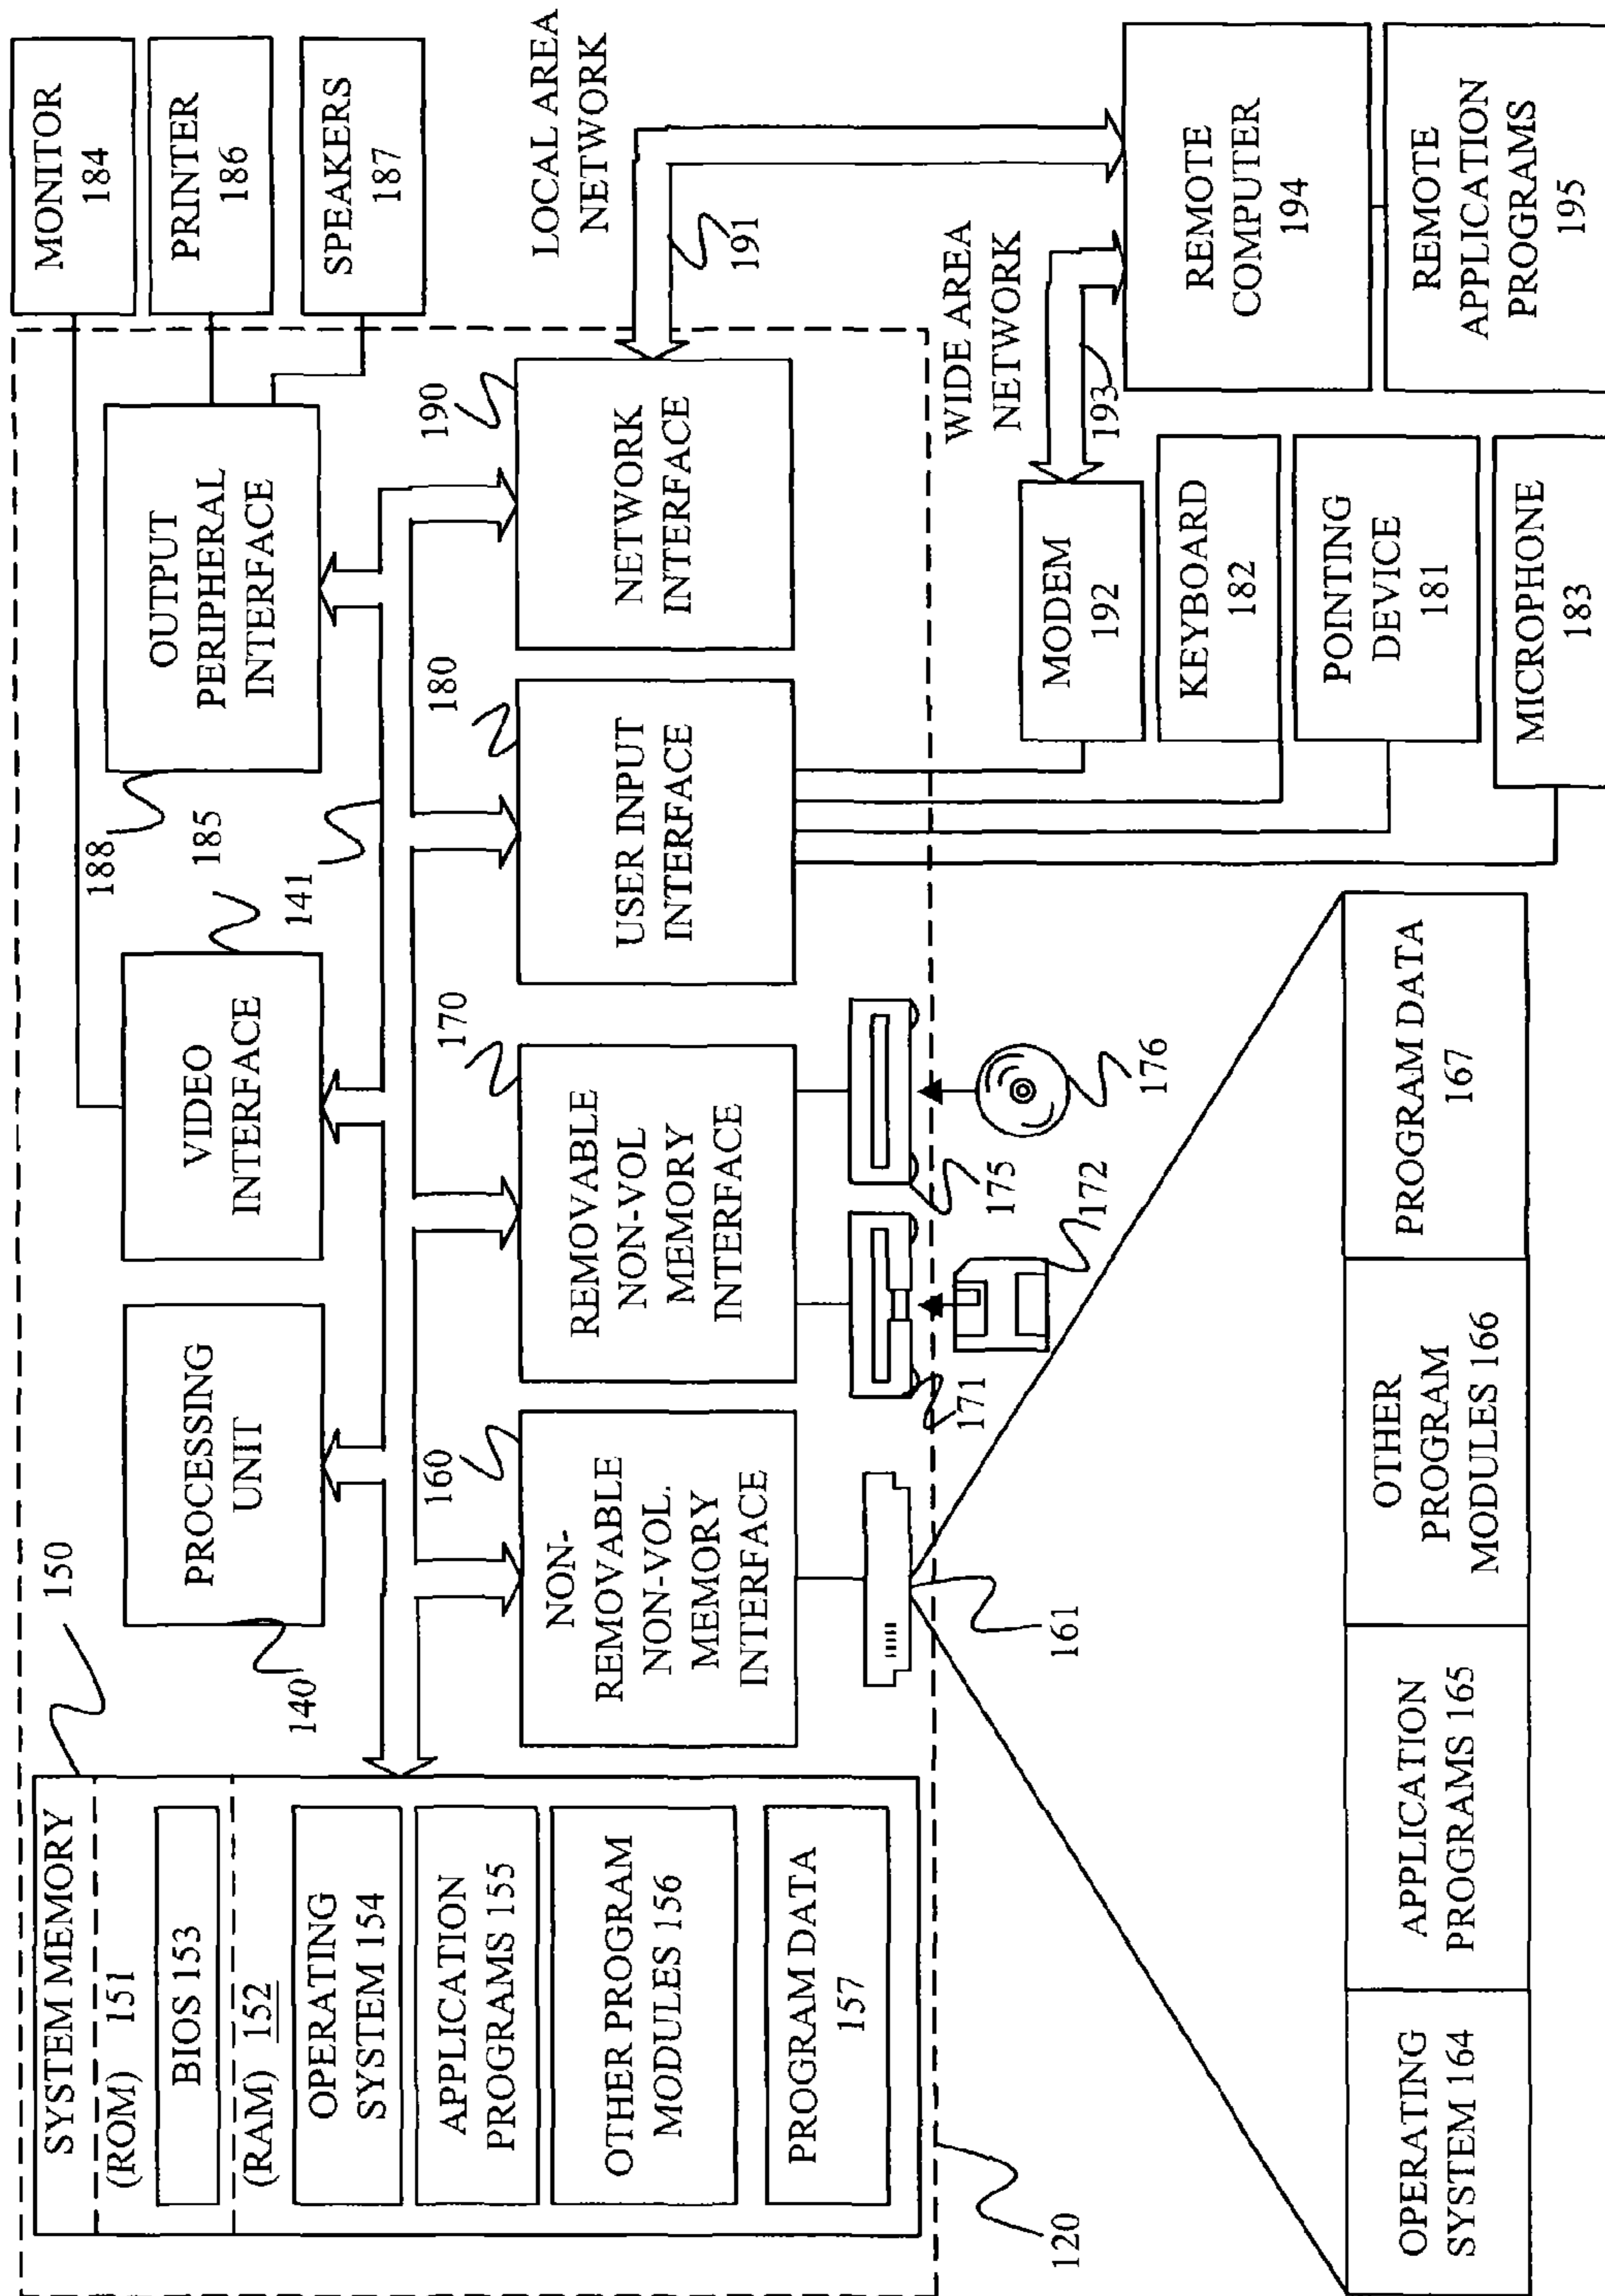 SYSTEM MEMORY
(ROM) 151
BIOS 153
(RAM) 152
OPERATING
SYSTEM 154
APPLICATION
PROGRAMS 155
OTHER PROGRAM
MODULES 156
PROGRAM DATA
157
150
140
PROCESSING
UNIT
VIDEO
INTERFACE
185
188
OUTPUT
PERIPHERAL
INTERFACE
141
MONITOR
184
PRINTER
186
SPEAKERS
187
160
NON-
REMOVABLE
NON-VOL.
MEMORY
INTERFACE
170
REMOVABLE
NON-VOL
MEMORY
INTERFACE
180
USER INPUT
INTERFACE
190
NETWORK
INTERFACE
LOCAL AREA
NETWORK
191
161
171
172
175
176
120
WIDE AREA
NETWORK
193
MODEM
192
KEYBOARD
182
POINTING
DEVICE
181
MICROPHONE
183
REMOTE
COMPUTER
194
REMOTE
APPLICATION
PROGRAMS
195
OPERATING
SYSTEM 164
APPLICATION
PROGRAMS 165
OTHER
PROGRAM
MODULES 166
PROGRAM DATA
167